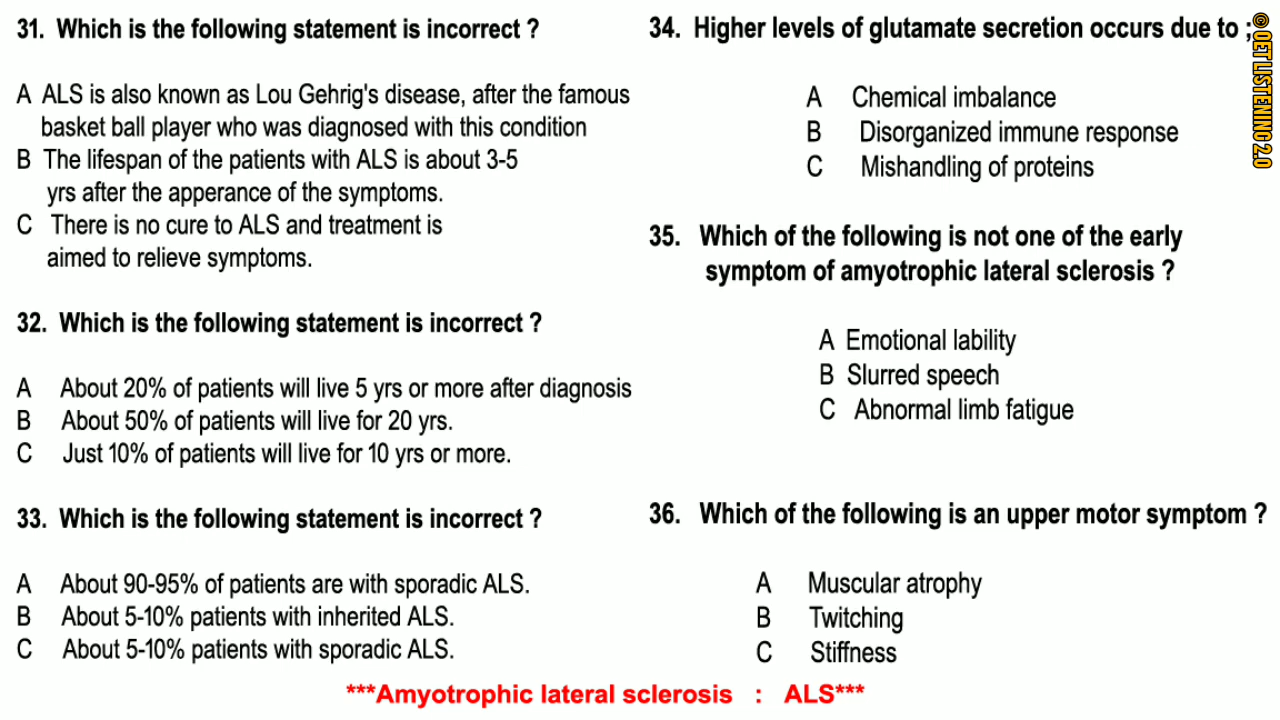 31. Which is the following statement is incorrect ?
A ALS is also known as Lou Gehrig's disease, after the famous
basket ball player who was diagnosed with this condition
B The lifespan of the patients with ALS is about 3-5
yrs after the apperance of the symptoms.
C There is no cure to ALS and treatment is
aimed to relieve symptoms.
32. Which is the following statement is incorrect ?
A About 20% of patients will live 5 yrs or more after diagnosis
B About 50% of patients will live for 20 yrs.
C Just 10% of patients will live for 10 yrs or more.
33. Which is the following statement is incorrect ?
A About 90-95% of patients are with sporadic ALS.
B About 5-10% patients with inherited ALS.
C About 5-10% patients with sporadic ALS.
34. Higher levels of glutamate secretion occurs due to ;
A Chemical imbalance
B Disorganized immune response
C Mishandling of proteins
35. Which of the following is not one of the early
symptom of amyotrophic lateral sclerosis ?
A Emotional lability
B Slurred speech
C Abnormal limb fatigue
36. Which of the following is an upper motor symptom ?
A Muscular atrophy
B Twitching
C Stiffness
***Amyotrophic lateral sclerosis : ALS***
© OET LISTENING 2.0